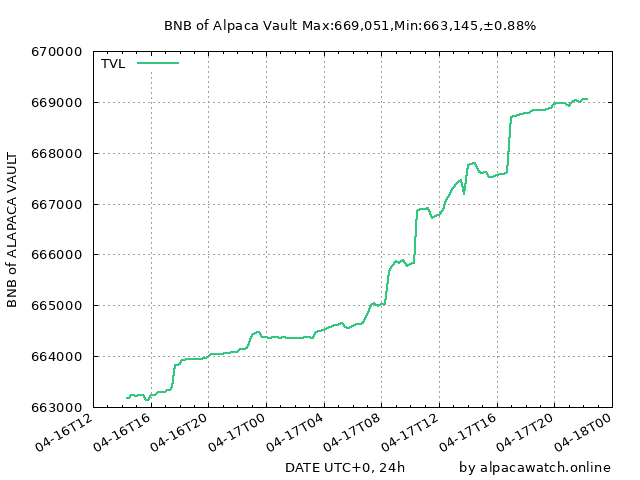 BNB of Alpaca Vault Max:669,051,Min:663,145,±0.88%
670000
TVL
669000
668000
667000
666000
665000
664000
663000
BNB of ALAPACA VAULT
04-16T12
04-16T16
04-16T20
04-17T00
04-17T04
04-17T08
04-17T12
04-17T16
04-17T20
04-18T00
DATE UTC+0, 24h
by alpacawatch.online